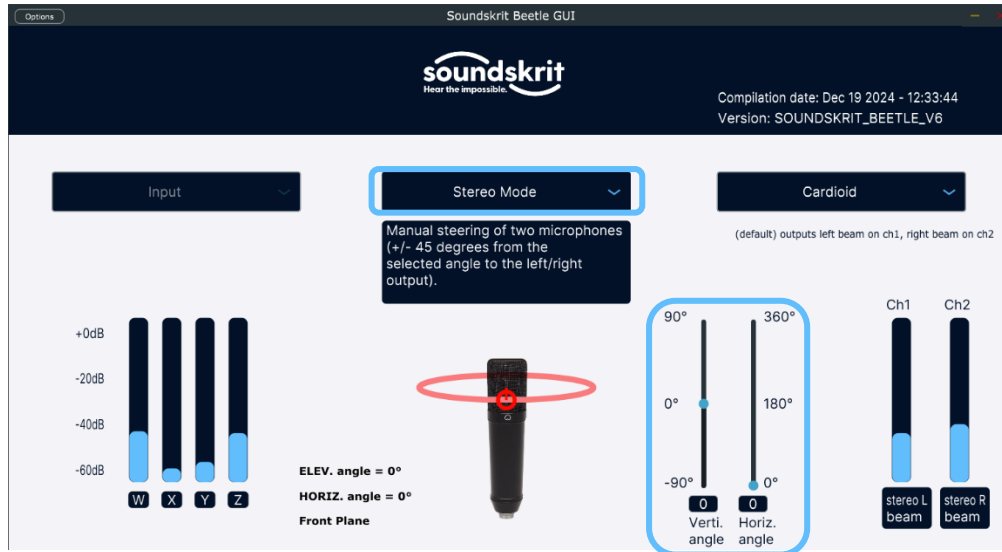 Options
Soundskrit Beetle GUI
soundskrit
Hear the impossible.
Compilation date: Dec 19 2024 - 12:33:44
Version: SOUNDSKRIT_BEETLE_V6
Input
Stereo Mode
Cardioid
Manual steering of two microphones
(+/- 45 degrees from the
selected angle to the left/right
output).
(default) outputs left beam on ch1, right beam on ch2
+0dB
-20dB
-40dB
-60dB
W X Y Z
ELEV. angle = 0°
HORIZ. angle = 0°
Front Plane
90° 360°
0° 180°
-90° 0°
0 0
Verti. Horiz.
angle angle
Ch1 Ch2
stereo L stereo R
beam beam